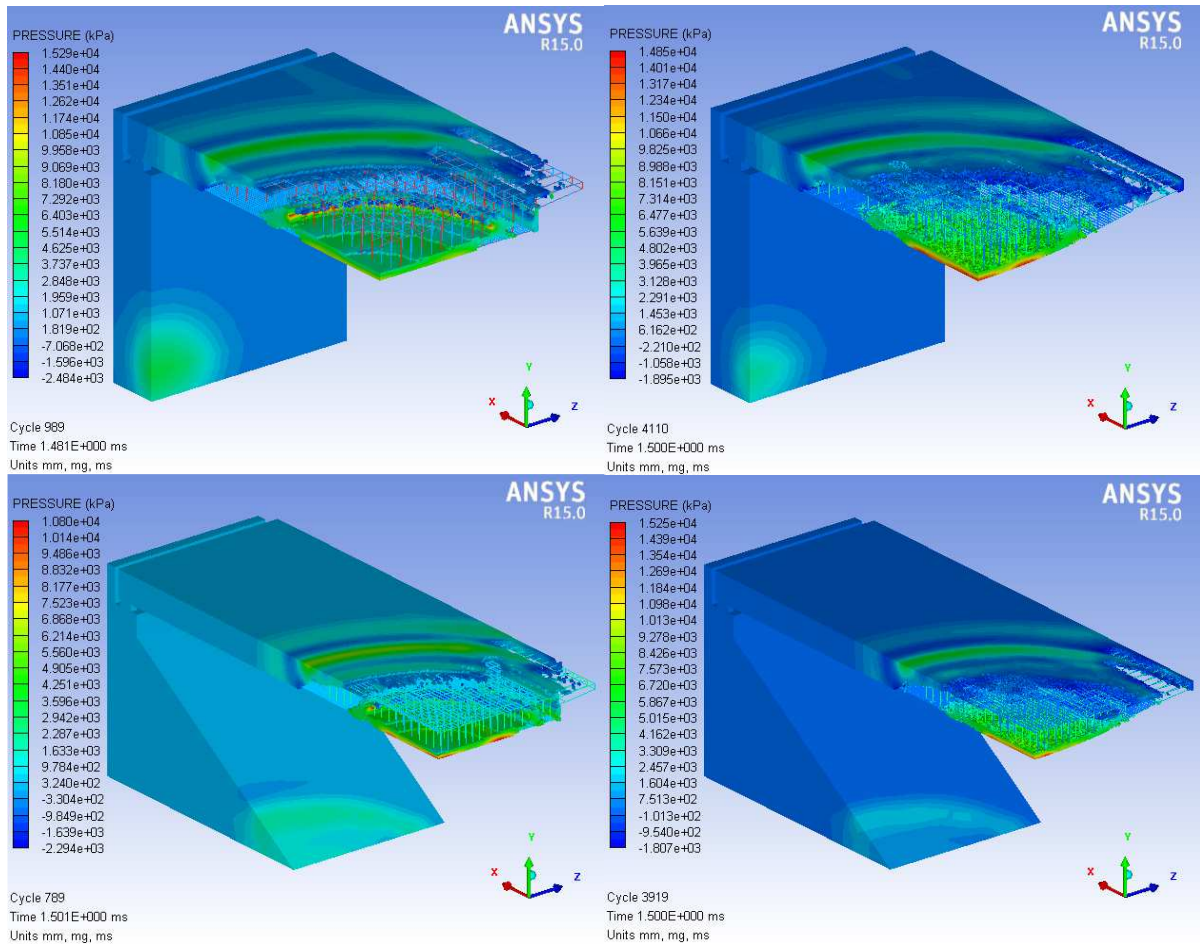 ANSYS
R15.0
PRESSURE (kPa)
1.529e+04
1.440e+04
1.351e+04
1.262e+04
1.174e+04
1.085e+04
9.958e+03
9.069e+03
8.180e+03
7.292e+03
6.403e+03
5.514e+03
4.625e+03
3.737e+03
2.848e+03
1.959e+03
1.071e+03
1.819e+02
-7.068e+02
-1.596e+03
-2.484e+03
X
Y
Z
Cycle 989
Time 1.481E+000 ms
Units mm, mg, ms
ANSYS
R15.0
PRESSURE (kPa)
1.485e+04
1.401e+04
1.317e+04
1.234e+04
1.150e+04
1.066e+04
9.825e+03
8.988e+03
8.151e+03
7.314e+03
6.477e+03
5.639e+03
4.802e+03
3.965e+03
3.128e+03
2.291e+03
1.453e+03
6.162e+02
-2.210e+02
-1.058e+03
-1.895e+03
X
Y
Z
Cycle 4110
Time 1.500E+000 ms
Units mm, mg, ms
ANSYS
R15.0
PRESSURE (kPa)
1.080e+04
1.014e+04
9.486e+03
8.832e+03
8.177e+03
7.523e+03
6.868e+03
6.214e+03
5.560e+03
4.905e+03
4.251e+03
3.596e+03
2.942e+03
2.287e+03
1.633e+03
9.784e+02
3.240e+02
-3.304e+02
-9.849e+02
-1.639e+03
-2.294e+03
X
Y
Z
Cycle 789
Time 1.501E+000 ms
Units mm, mg, ms
ANSYS
R15.0
PRESSURE (kPa)
1.525e+04
1.439e+04
1.354e+04
1.269e+04
1.184e+04
1.098e+04
1.013e+04
9.278e+03
8.426e+03
7.573e+03
6.720e+03
5.867e+03
5.015e+03
4.162e+03
3.309e+03
2.457e+03
1.604e+03
7.513e+02
-1.013e+02
-9.540e+02
-1.807e+03
X
Y
Z
Cycle 3919
Time 1.500E+000 ms
Units mm, mg, ms